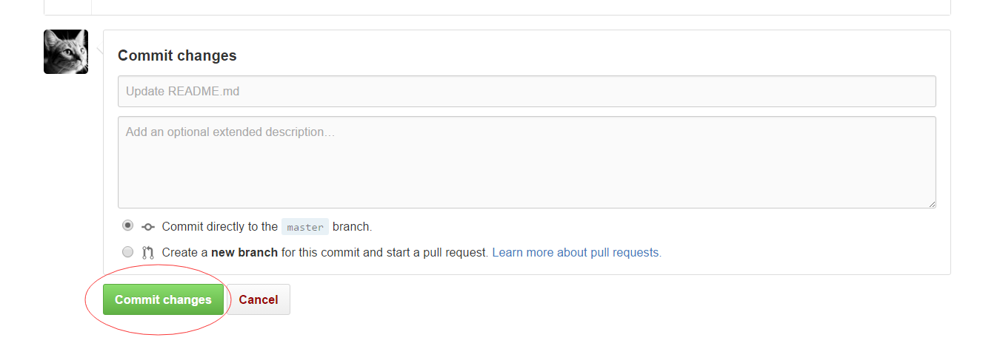 Commit changes
Update README.md
Add an optional extended description…
Commit directly to the master branch.
Create a new branch for this commit and start a pull request. Learn more about pull requests.
Commit changes Cancel